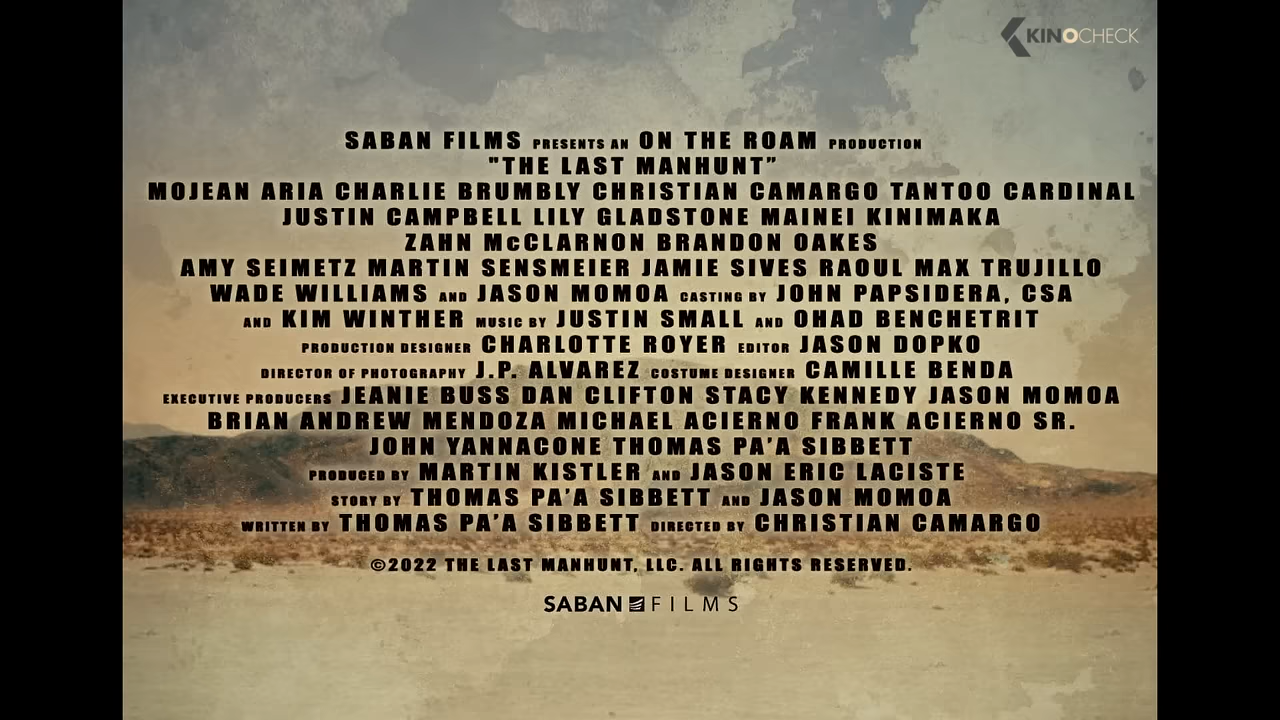 KINOCHECK
SABAN FILMS PRESENTS AN ON THE ROAM PRODUCTION
"THE LAST MANHUNT”
MOJEAN ARIA CHARLIE BRUMBLY CHRISTIAN CAMARGO TANTOO CARDINAL
JUSTIN CAMPBELL LILY GLADSTONE MAINEI KINIMAKA
ZAHN McCLARNON BRANDON OAKES
AMY SEIMETZ MARTIN SENSMEIER JAMIE SIVES RAOUL MAX TRUJILLO
WADE WILLIAMS AND JASON MOMOA CASTING BY JOHN PAPSIDERA, CSA
AND KIM WINTHER MUSIC BY JUSTIN SMALL AND OHAD BENCHETRIT
PRODUCTION DESIGNER CHARLOTTE ROYER EDITOR JASON DOPKO
DIRECTOR OF PHOTOGRAPHY J.P. ALVAREZ COSTUME DESIGNER CAMILLE BENDA
EXECUTIVE PRODUCERS JEANIE BUSS DAN CLIFTON STACY KENNEDY JASON MOMOA
BRIAN ANDREW MENDOZA MICHAEL ACIERNO FRANK ACIERNO SR.
JOHN YANNACONE THOMAS PA’A SIBBETT
PRODUCED BY MARTIN KISTLER AND JASON ERIC LACISTE
STORY BY THOMAS PA’A SIBBETT AND JASON MOMOA
WRITTEN BY THOMAS PA’A SIBBETT DIRECTED BY CHRISTIAN CAMARGO
©2022 THE LAST MANHUNT, LLC. ALL RIGHTS RESERVED.
SABAN FILMS